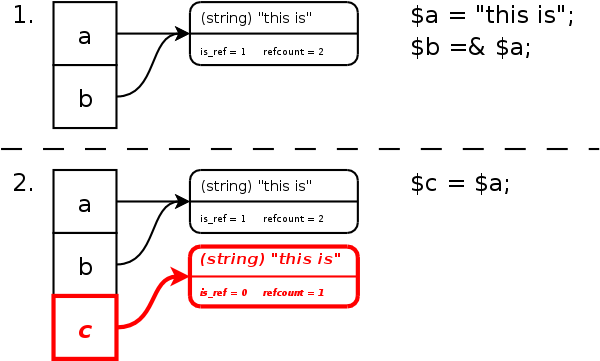 1.
a
b
(string) "this is"
is_ref = 1 refcount = 2
$a = "this is";
$b =& $a;
2.
a
b
c
(string) "this is"
is_ref = 1 refcount = 2
(string) "this is"
is_ref = 0 refcount = 1
$c = $a;